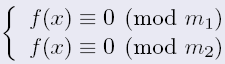 f(x) ≡ 0 (mod m₁)
f(x) ≡ 0 (mod m₂)